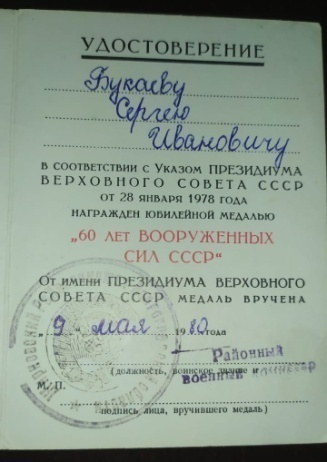 УДОСТОВЕРЕНИЕ
Букаеву
Сергею
Ивановичу
В СООТВЕТСТВИИ С УКАЗОМ ПРЕЗИДИУМА
ВЕРХОВНОГО СОВЕТА СССР
ОТ 28 ЯНВАРЯ 1978 ГОДА
НАГРАЖДЕН ЮБИЛЕЙНОЙ МЕДАЛЬЮ
„60 ЛЕТ ВООРУЖЕННЫХ
СИЛ СССР“
ОТ ИМЕНИ ПРЕЗИДИУМА ВЕРХОВНОГО
СОВЕТА СССР МЕДАЛЬ ВРУЧЕНА
9 мая 1980 года
Районный
военный
(должность, воинское звание и
М. П.
подпись лица, вручившего медаль)